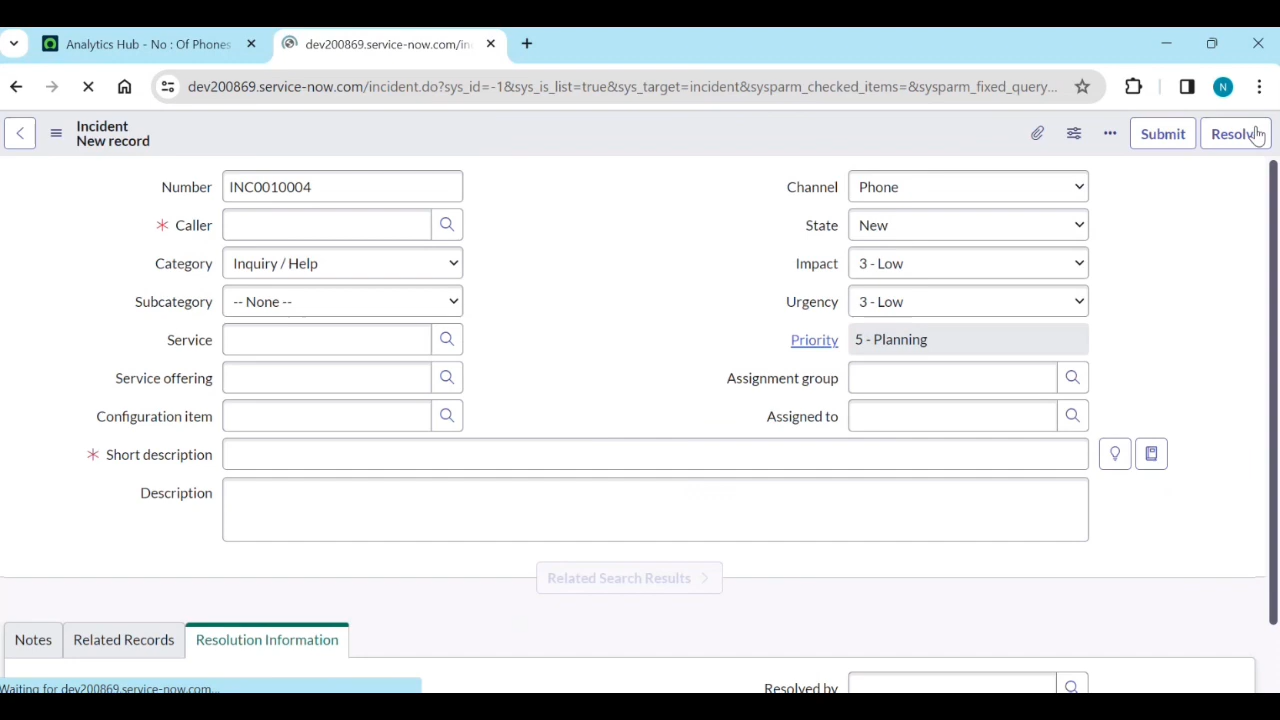 Analytics Hub - No : Of Phones
dev200869.service-now.com/in
dev200869.service-now.com/incident.do?sys_id=-1&sys_is_list=true&sys_target=incident&sysparm_checked_items=&sysparm_fixed_query...
N
Incident
New record
Submit
Resolve
Number
INC0010004
Channel
Phone
* Caller
State
New
Category
Inquiry / Help
Impact
3 - Low
Subcategory
-- None --
Urgency
3 - Low
Service
Priority
5 - Planning
Service offering
Assignment group
Configuration item
Assigned to
* Short description
Description
Related Search Results
Notes
Related Records
Resolution Information
Waiting for dev200869.service-now.com...
Resolved by